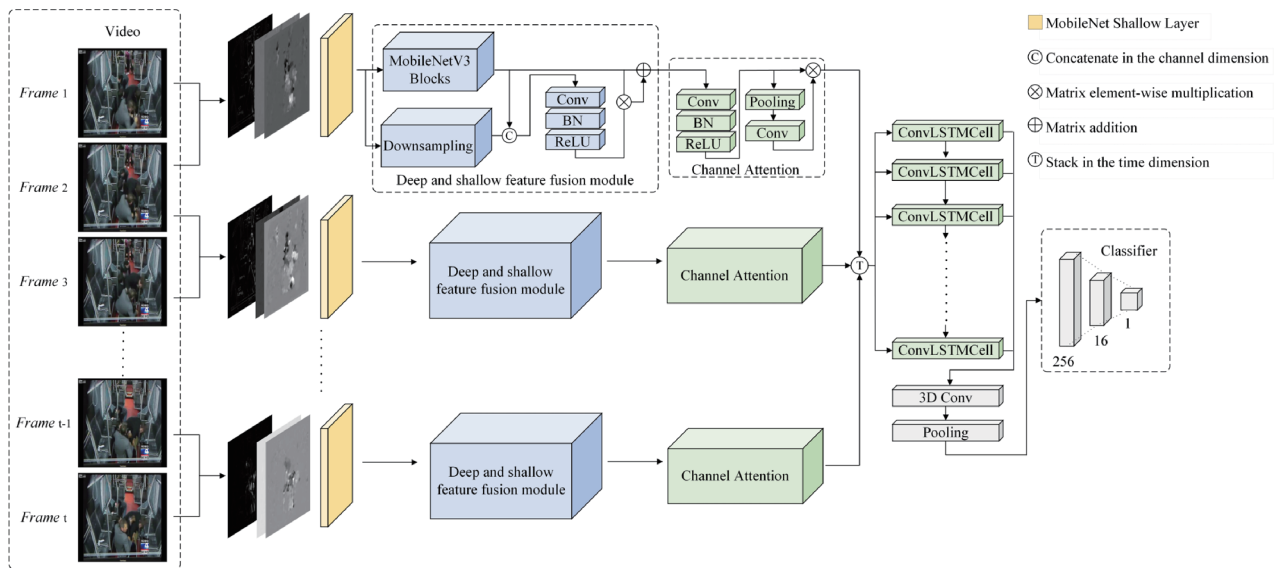 Video
Frame 1
Frame 2
Frame 3
Frame t-1
Frame t
MobileNetV3
Blocks
Downsampling
C
Conv
BN
ReLU
Deep and shallow feature fusion module
Conv
BN
ReLU
Pooling
Conv
Channel Attention
Deep and shallow
feature fusion module
Channel Attention
Deep and shallow
feature fusion module
Channel Attention
T
ConvLSTMCell
ConvLSTMCell
ConvLSTMCell
ConvLSTMCell
3D Conv
Pooling
Classifier
256
16
1
MobileNet Shallow Layer
C Concatenate in the channel dimension
Matrix element-wise multiplication
Matrix addition
T Stack in the time dimension